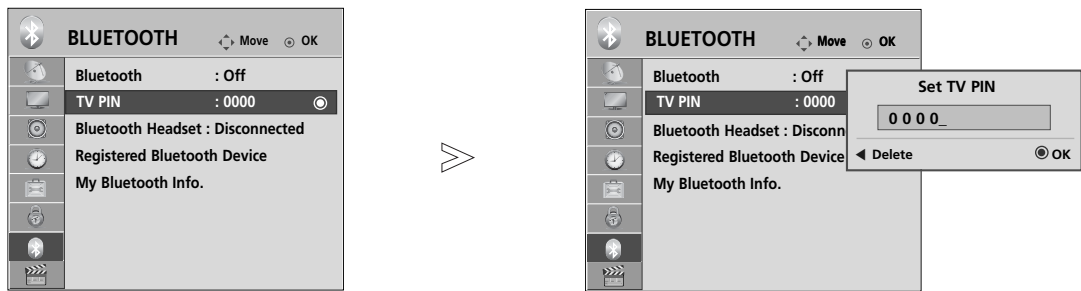 BLUETOOTH Move OK
Bluetooth : Off
TV PIN : 0000
Bluetooth Headset : Disconnected
Registered Bluetooth Device
My Bluetooth Info.
BLUETOOTH Move OK
Bluetooth : Off
TV PIN : 0000
Bluetooth Headset : Disconn
Registered Bluetooth Device
My Bluetooth Info.
Set TV PIN
0 0 0 0_
Delete OK